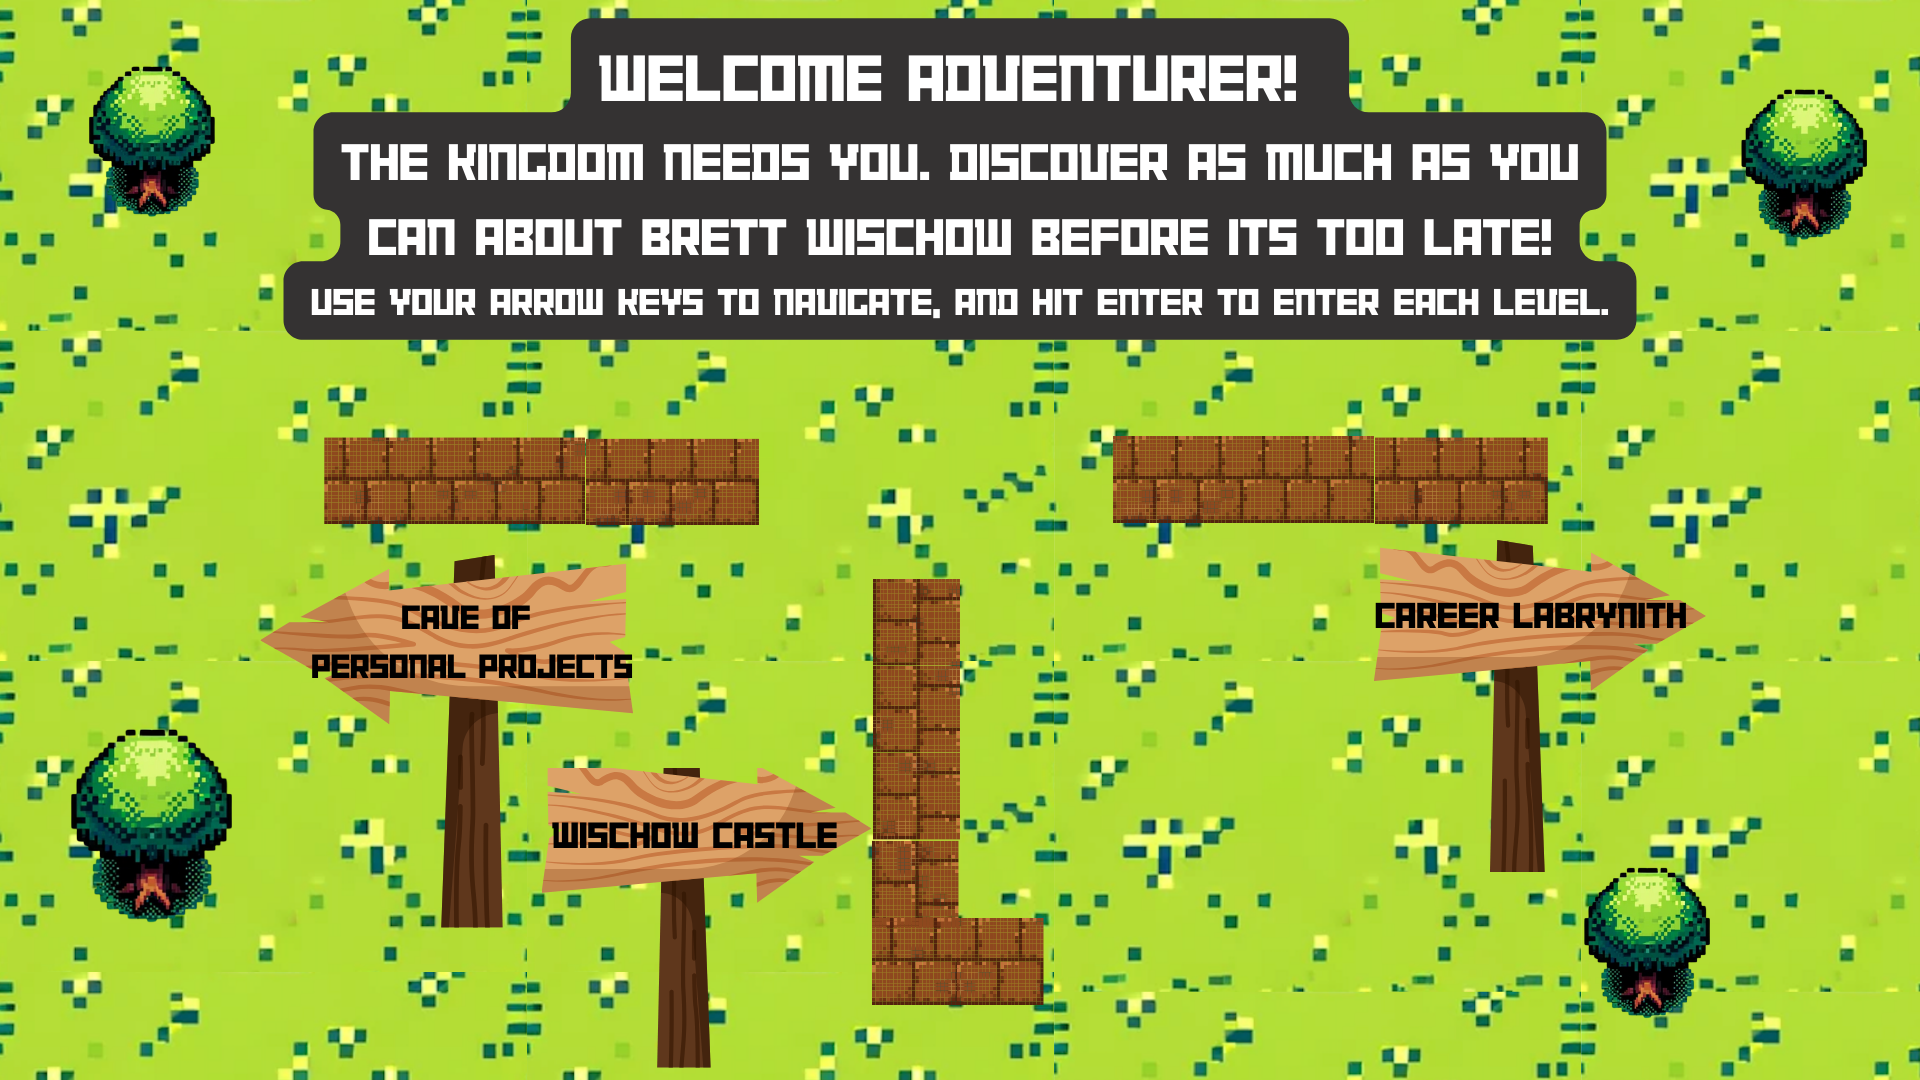 WELCOME ADVENTURER!
THE KINGDOM NEEDS YOU. DISCOVER AS MUCH AS YOU
CAN ABOUT BRETT WISCHOW BEFORE ITS TOO LATE!
USE YOUR ARROW KEYS TO NAVIGATE, AND HIT ENTER TO ENTER EACH LEVEL.
CAVE OF
PERSONAL PROJECTS
CAREER LABRYNITH
WISCHOW CASTLE